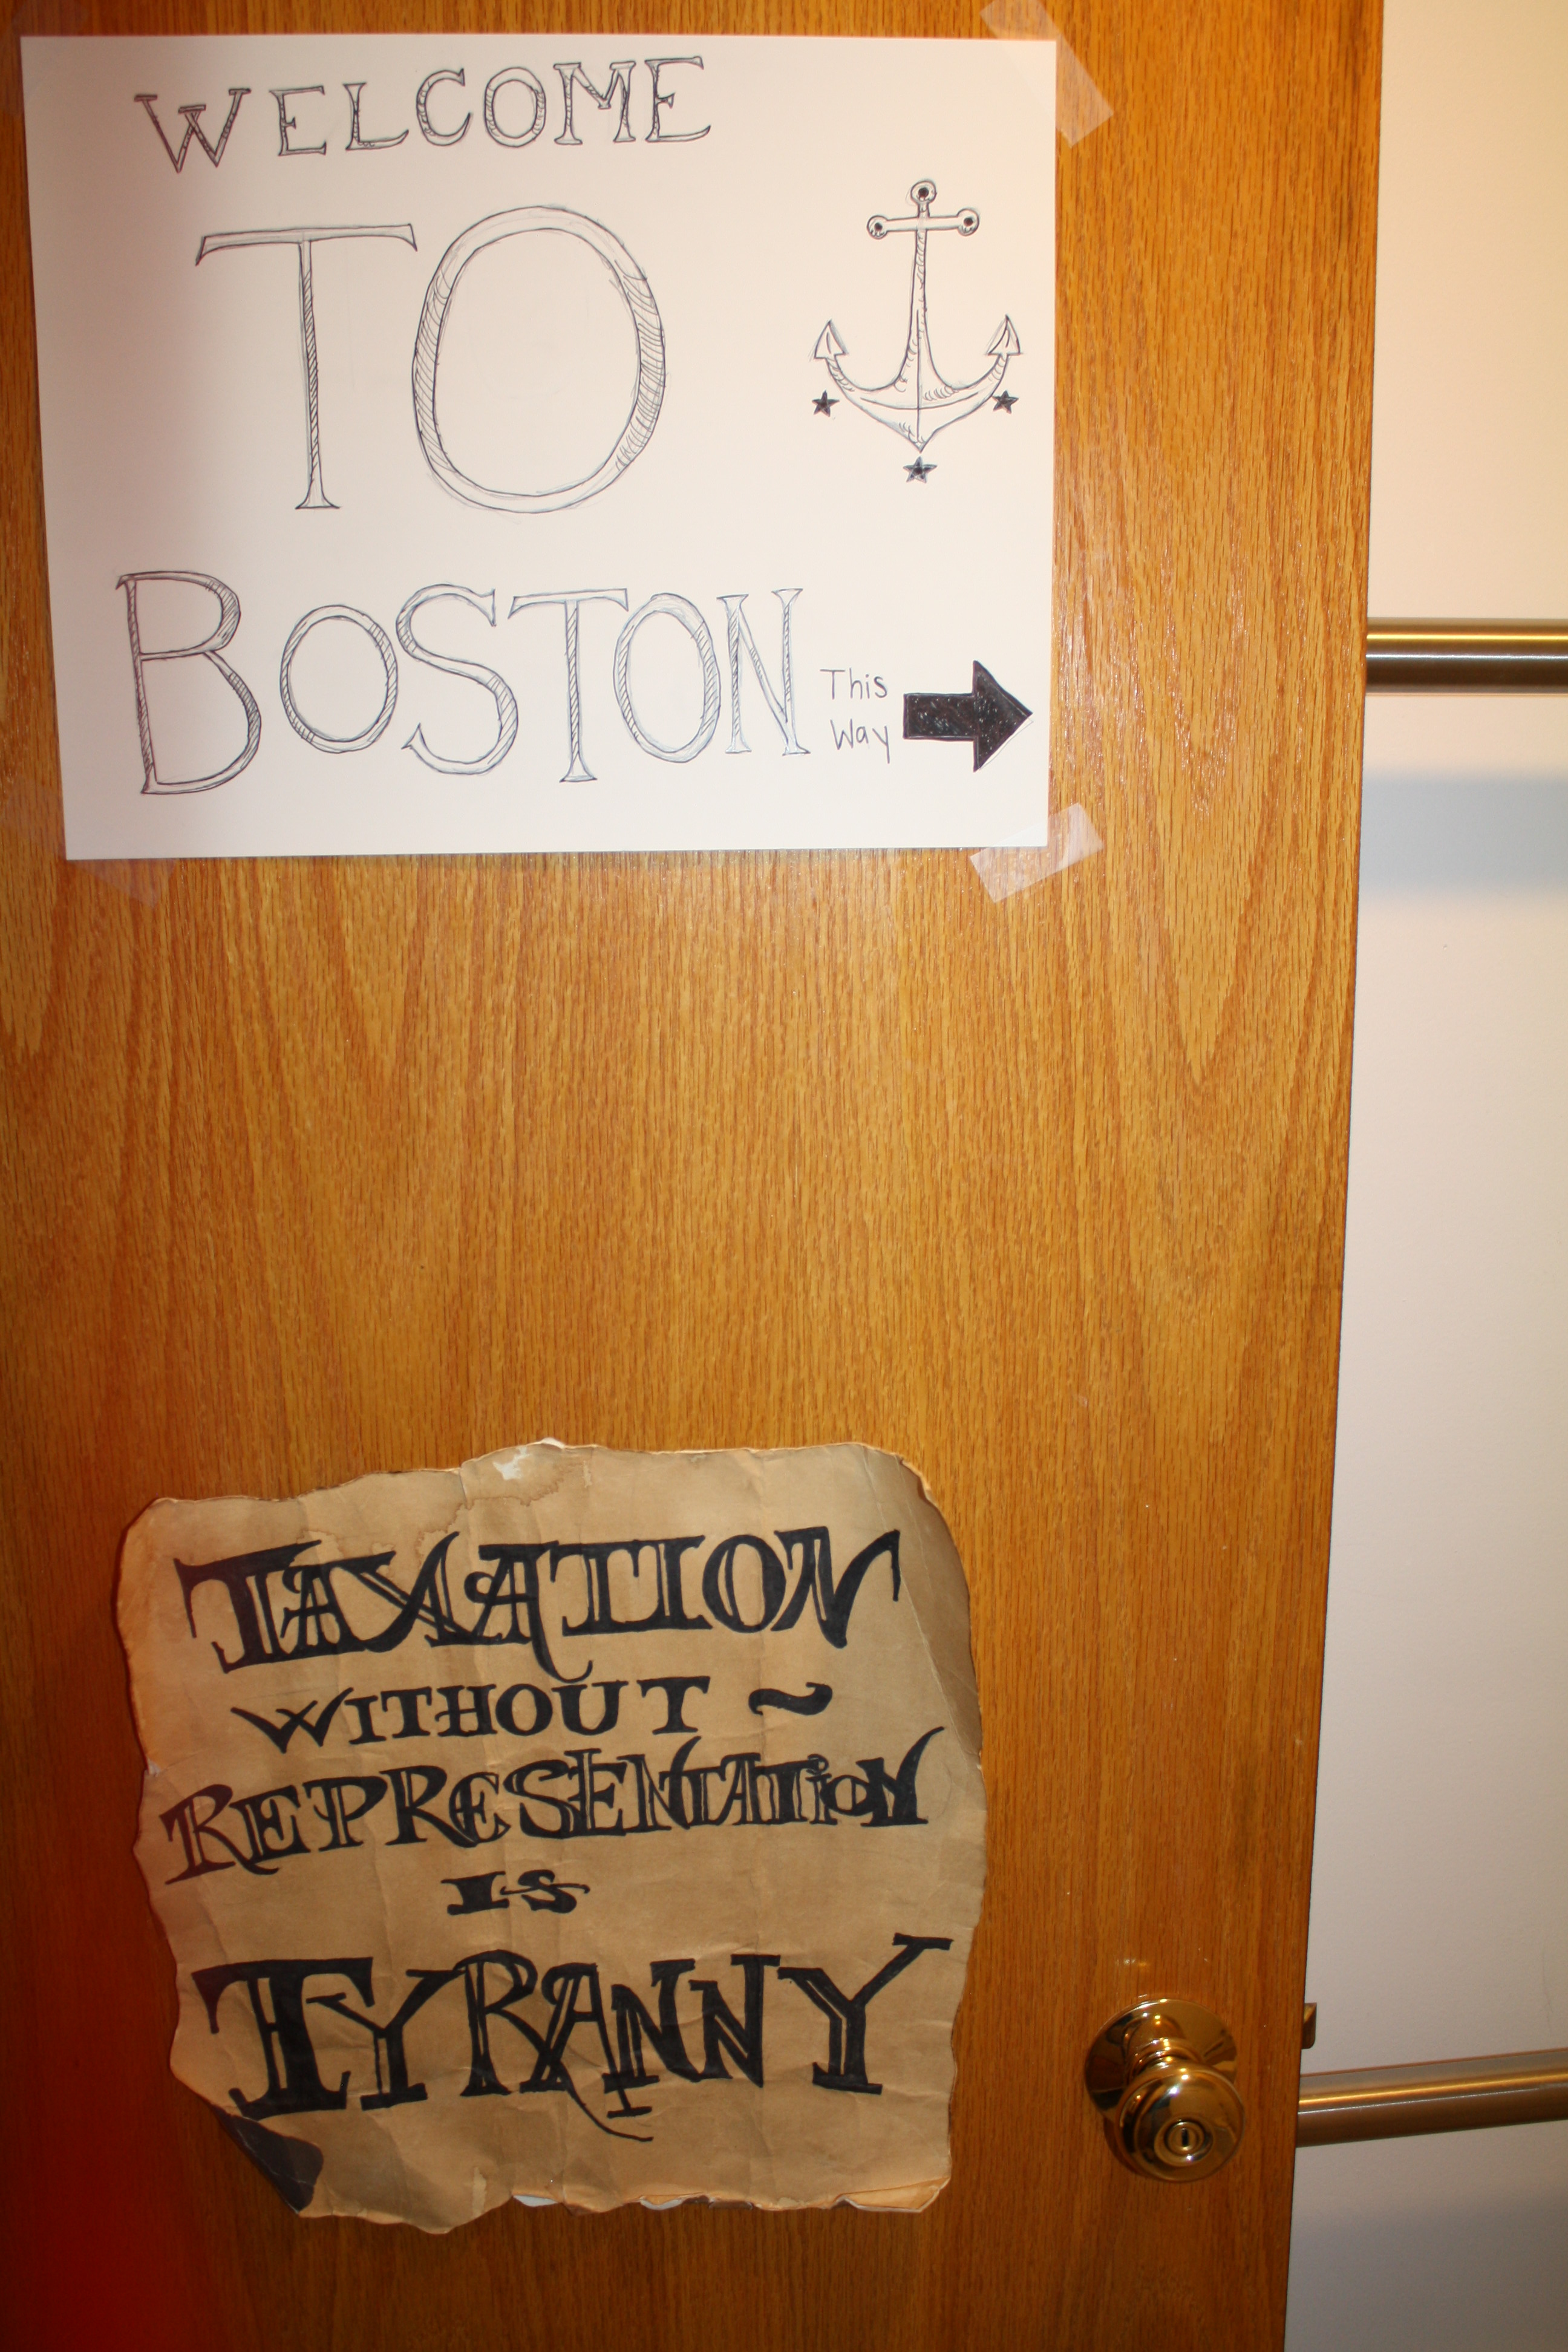 WELCOME
TO
BOSTON
This
Way
TAXATION
WITHOUT ~
REPRESENTATION
IS
TYRANNY